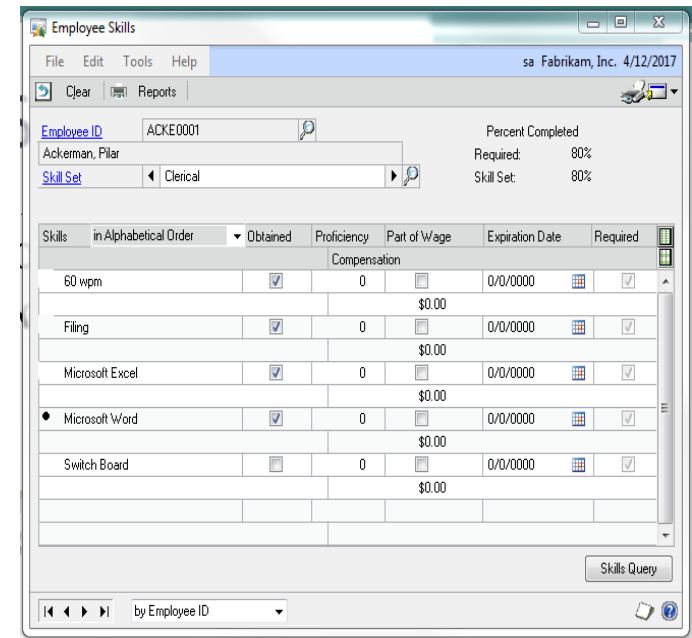 Employee Skills
File Edit Tools Help sa Fabrikam, Inc. 4/12/2017
Clear Reports
Employee ID ACKE0001 Percent Completed
Ackerman, Pilar Required: 80%
Skill Set Clerical Skill Set: 80%
Skills in Alphabetical Order Obtained Proficiency Part of Wage Expiration Date Required
Compensation
60 wpm 0 0/0/0000
$0.00
Filing 0 0/0/0000
$0.00
Microsoft Excel 0 0/0/0000
$0.00
Microsoft Word 0 0/0/0000
$0.00
Switch Board 0 0/0/0000
$0.00
Skills Query
by Employee ID